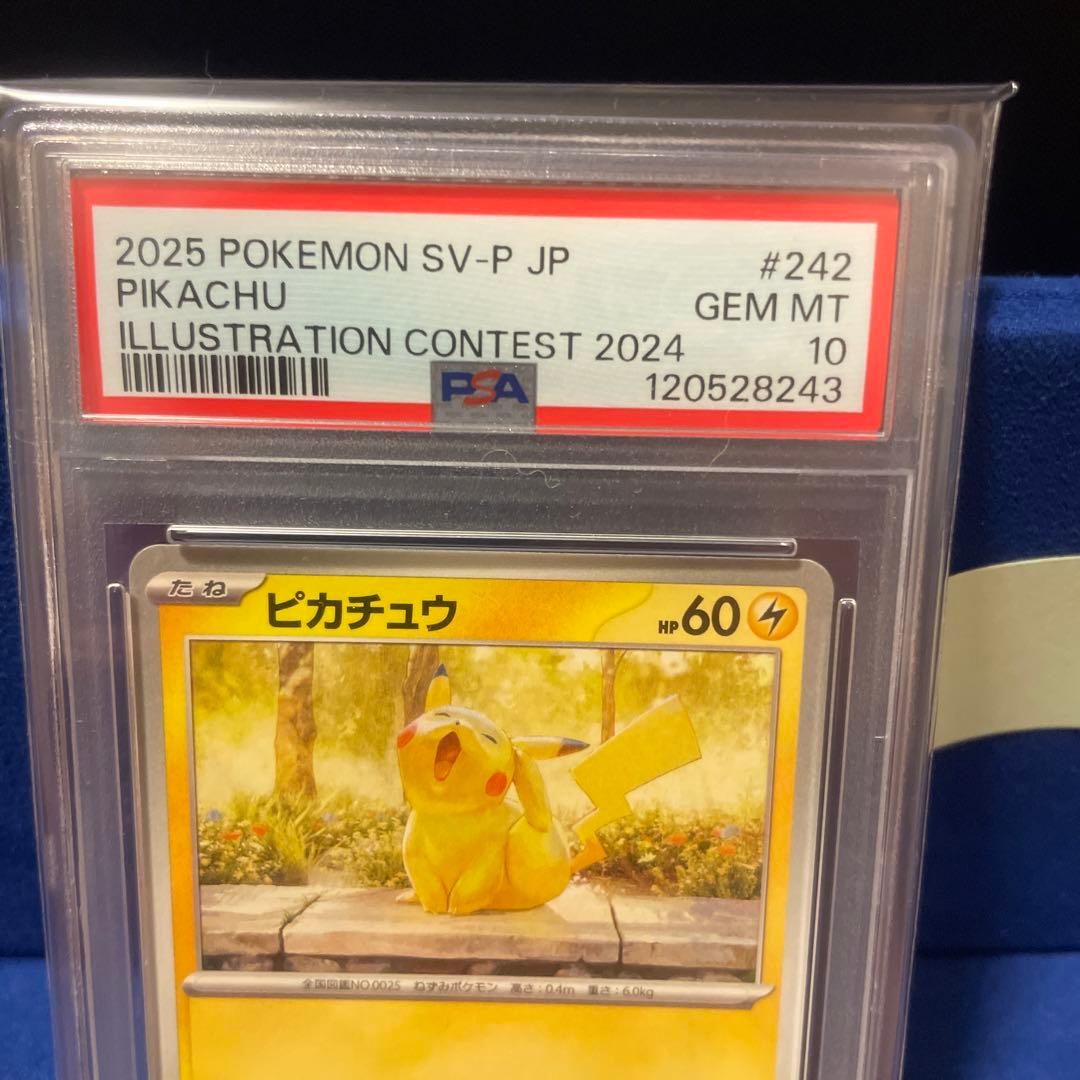 2025 POKEMON SV-P JP #242
PIKACHU GEM MT
ILLUSTRATION CONTEST 2024 10
PSA 120528243
たね ピカチュウ HP 60
全国図鑑NO.0025 ねずみポケモン 高さ:0.4m 重さ:6.0kg